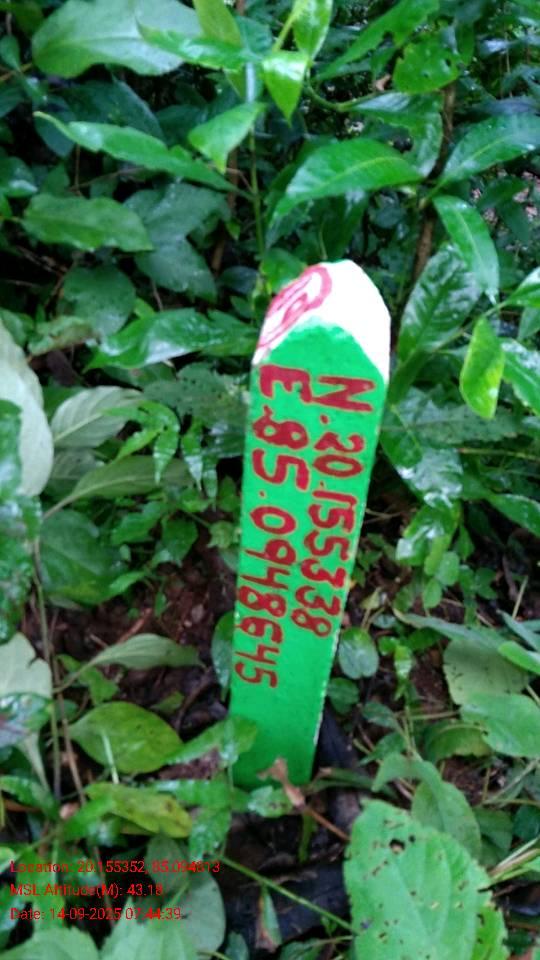 N.20.155338
E.85.0948645
Location: 20.155352, 85.094813
MSL Altitude(M): 43.18
Date: 14-09-2025 07:44:39